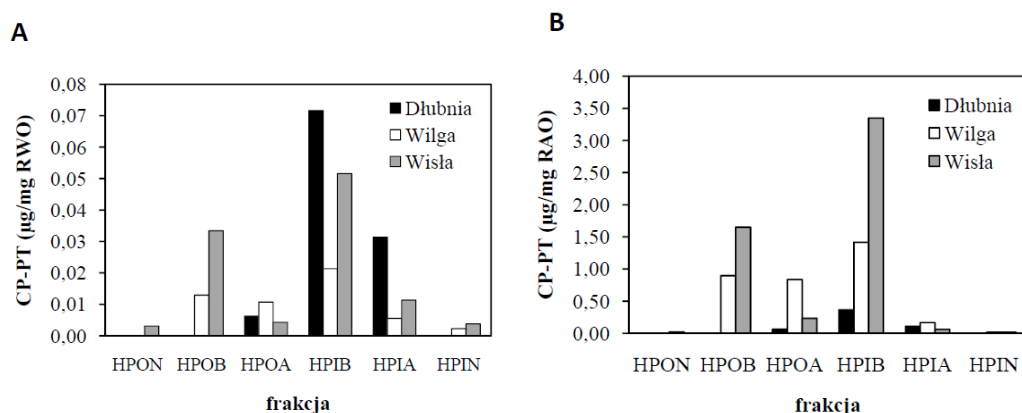 A
CP-PT (µg/mg RWO)
0,08
0,07
0,06
0,05
0,04
0,03
0,02
0,01
0,00
Dłubnia
Wilga
Wisła
HPON HPOB HPOA HPIB HPIA HPIN
frakcja
B
CP-PT (µg/mg RAO)
4,00
3,50
3,00
2,50
2,00
1,50
1,00
0,50
0,00
Dłubnia
Wilga
Wisła
HPON HPOB HPOA HPIB HPIA HPIN
frakcja